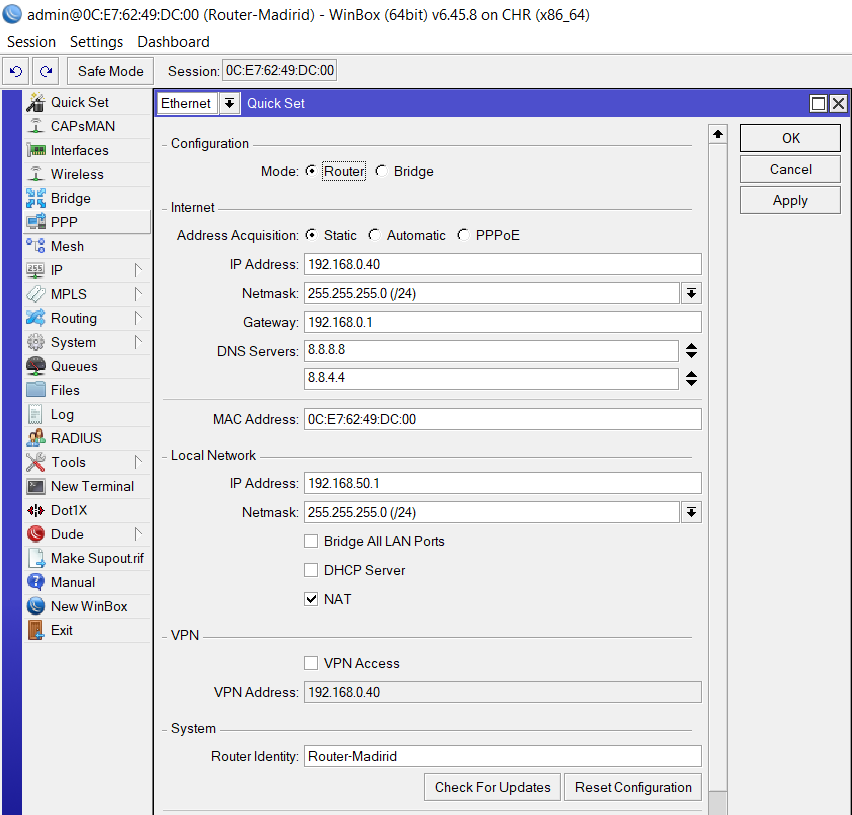 admin@0C:E7:62:49:DC:00 (Router-Madirid) - WinBox (64bit) v6.45.8 on CHR (x86_64)
Session Settings Dashboard
Safe Mode Session: 0C:E7:62:49:DC:00
Quick Set
CAPsMAN
Interfaces
Wireless
Bridge
PPP
Mesh
IP
MPLS
Routing
System
Queues
Files
Log
RADIUS
Tools
New Terminal
Dot1X
Dude
Make Supout.rif
Manual
New WinBox
Exit
Ethernet Quick Set
Configuration
Mode: Router Bridge
Internet
Address Acquisition: Static Automatic PPPoE
IP Address: 192.168.0.40
Netmask: 255.255.255.0 (/24)
Gateway: 192.168.0.1
DNS Servers: 8.8.8.8
8.8.4.4
MAC Address: 0C:E7:62:49:DC:00
Local Network
IP Address: 192.168.50.1
Netmask: 255.255.255.0 (/24)
Bridge All LAN Ports
DHCP Server
NAT
VPN
VPN Access
VPN Address: 192.168.0.40
System
Router Identity: Router-Madirid
Check For Updates Reset Configuration
OK
Cancel
Apply